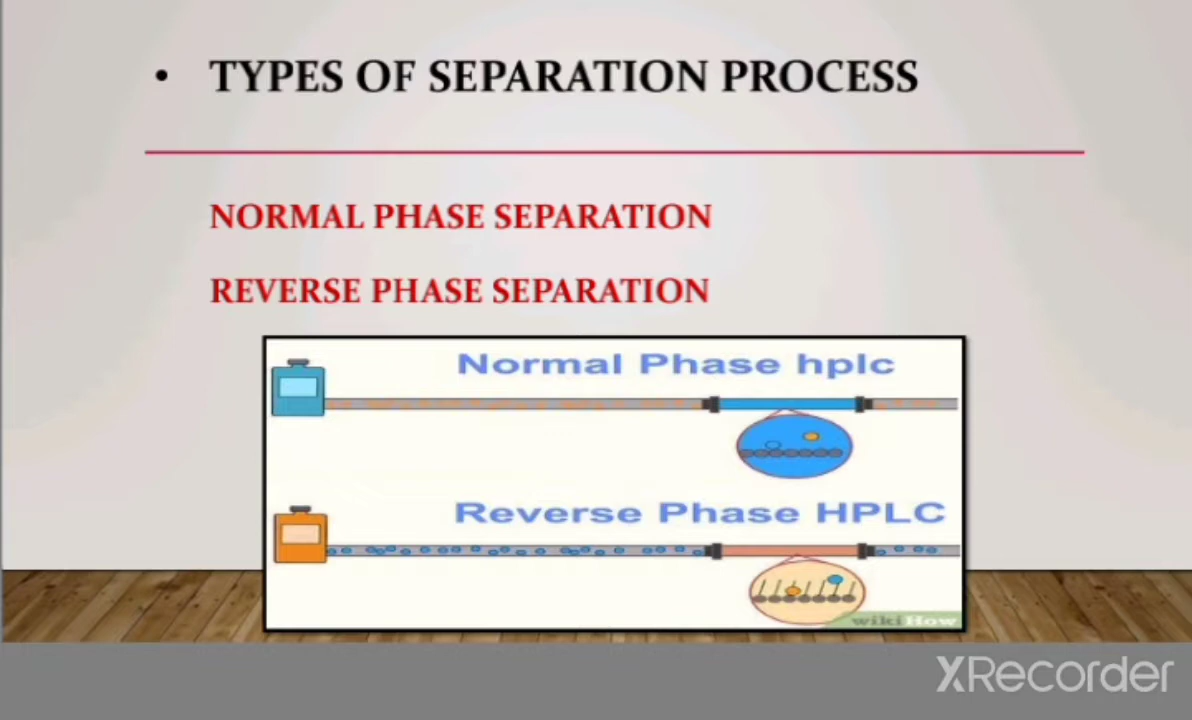 • TYPES OF SEPARATION PROCESS
NORMAL PHASE SEPARATION
REVERSE PHASE SEPARATION
Normal Phase hplc
Reverse Phase HPLC
wikiHow
XRecorder